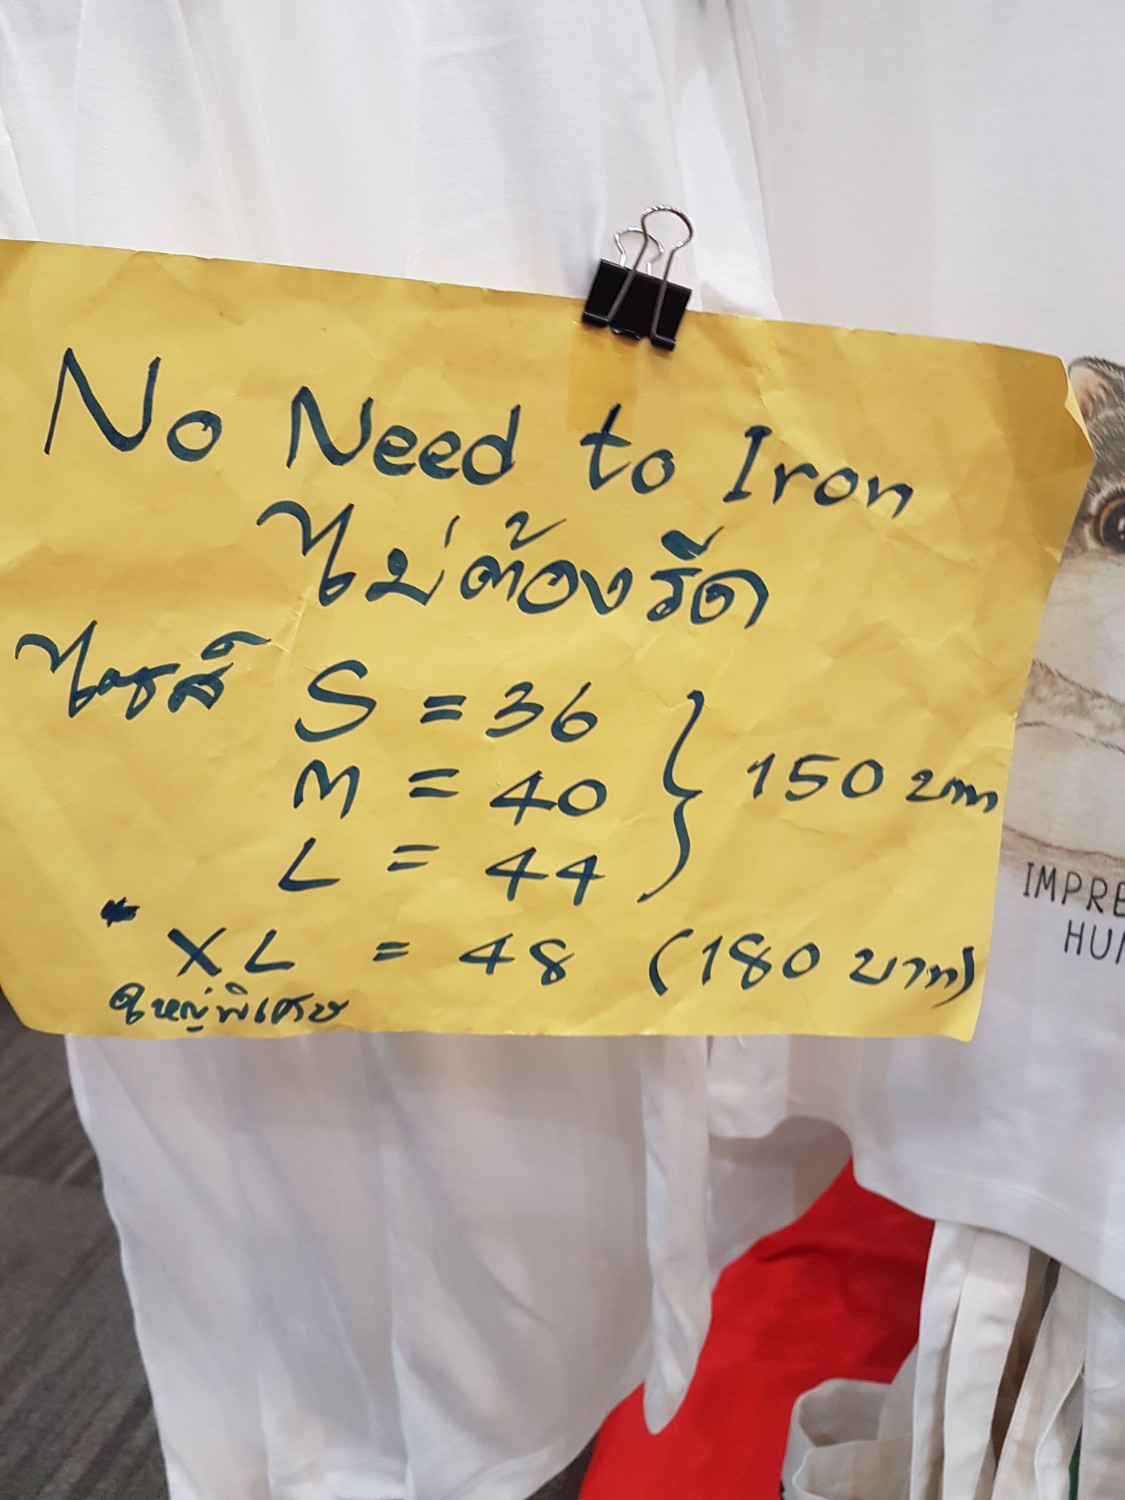 No Need to Iron
ไม่ต้องรีด
ไซส์ S = 36
M = 40
L = 44
} 150 บาท
* XL = 48 (180 บาท)
ใหญ่พิเศษ
IMPRE
HUN